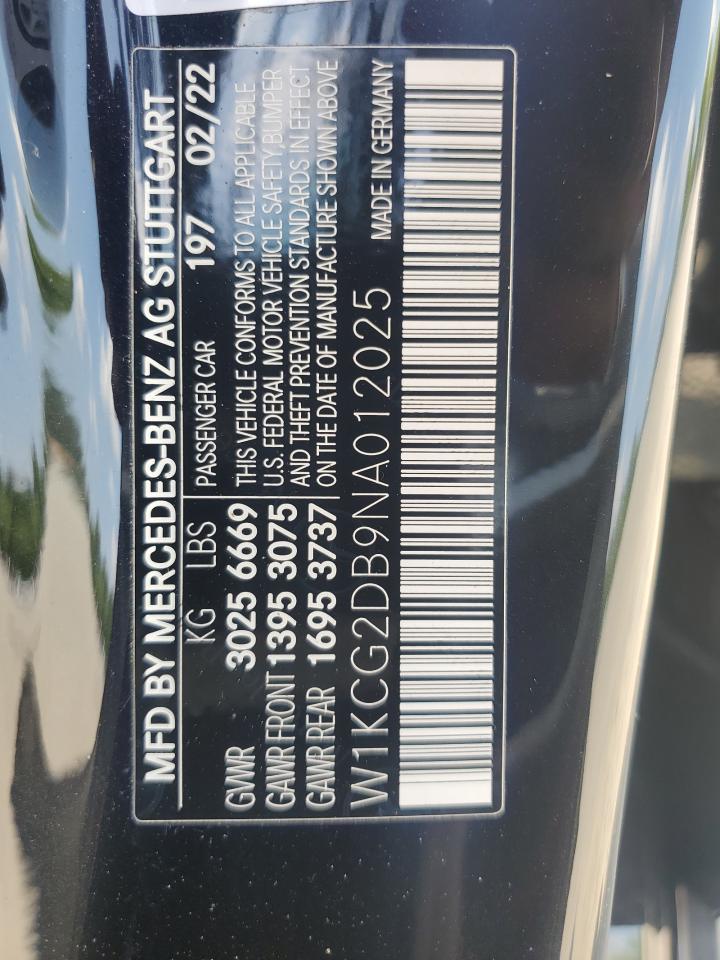 MFD BY MERCEDES-BENZ AG STUTTGART
KG LBS 197 02/22
GVWR 3025 6669 PASSENGER CAR
GAWR FRONT 1395 3075
GAWR REAR 1695 3737
THIS VEHICLE CONFORMS TO ALL APPLICABLE
U.S. FEDERAL MOTOR VEHICLE SAFETY,BUMPER
AND THEFT PREVENTION STANDARDS IN EFFECT
ON THE DATE OF MANUFACTURE SHOWN ABOVE
W1KCG2DB9NA012025 MADE IN GERMANY